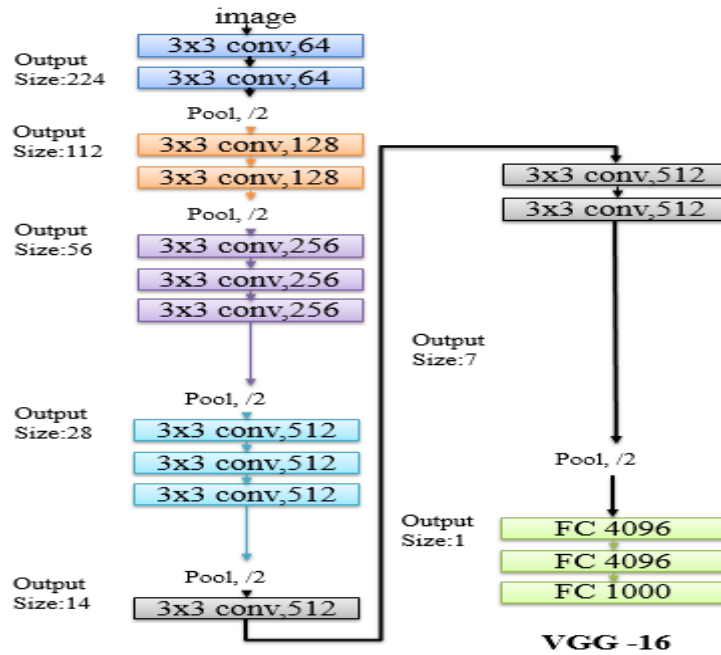 image
3x3 conv,64
Output
Size:224
3x3 conv,64
Pool, /2
Output
Size:112
3x3 conv,128
3x3 conv,128
Pool, /2
Output
Size:56
3x3 conv,256
3x3 conv,256
3x3 conv,256
Pool, /2
Output
Size:28
3x3 conv,512
3x3 conv,512
3x3 conv,512
Pool, /2
Output
Size:14
3x3 conv,512
3x3 conv,512
3x3 conv,512
Output
Size:7
Pool, /2
Output
Size:1
FC 4096
FC 4096
FC 1000
VGG -16